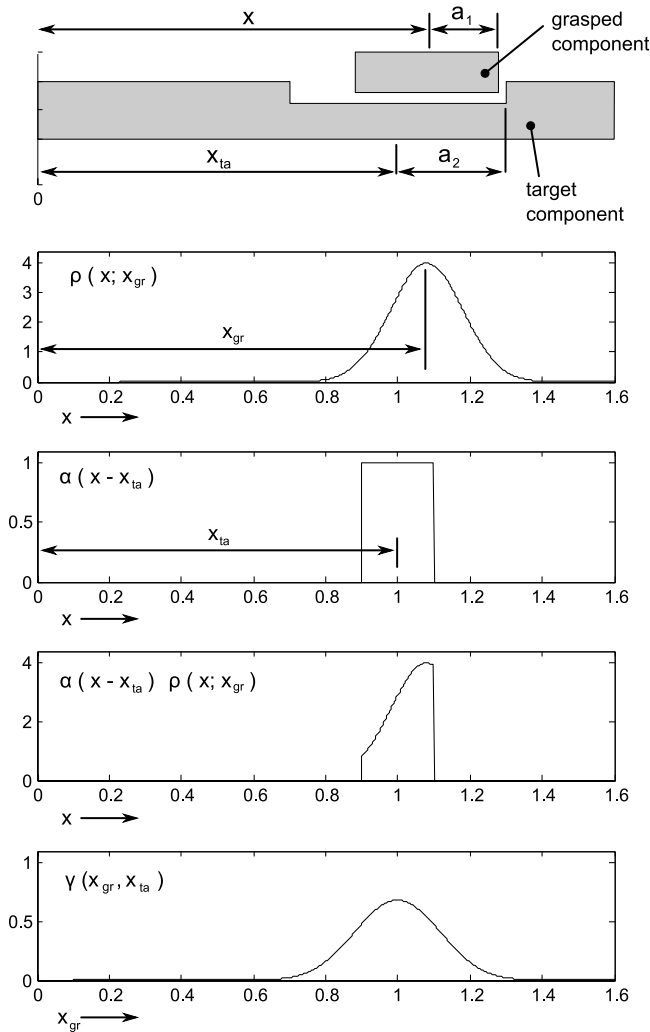 x
a1
grasped
component
xta
a2
0
target
component
ρ ( x; xgr)
4
3
2
1
0
xgr
0 0.2 0.4 0.6 0.8 1 1.2 1.4 1.6
x
α ( x - xta )
1
0.5
0
xta
0 0.2 0.4 0.6 0.8 1 1.2 1.4 1.6
x
α ( x - xta ) ρ ( x; xgr)
4
2
0
0 0.2 0.4 0.6 0.8 1 1.2 1.4 1.6
x
γ (xgr, xta )
1
0.5
0
0 0.2 0.4 0.6 0.8 1 1.2 1.4 1.6
xgr